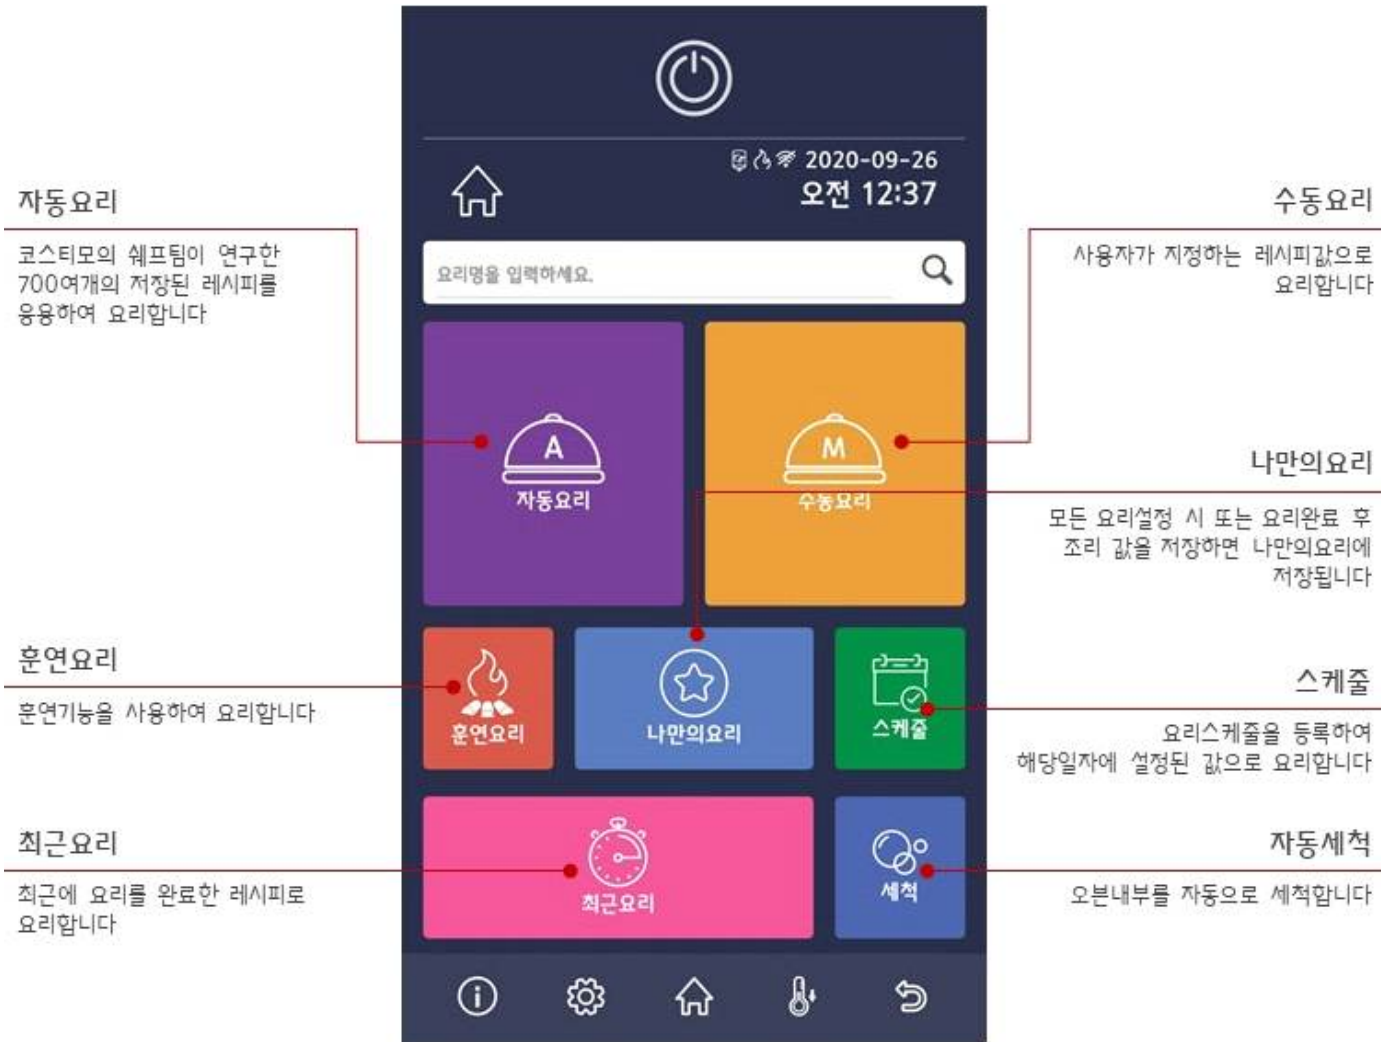 2020-09-26
오전 12:37
요리명을 입력하세요.
A
자동요리
M
수동요리
훈연요리
나만의요리
스케줄
최근요리
세척
자동요리
코스티모의 쉐프팀이 연구한
700여개의 저장된 레시피를
응용하여 요리합니다
훈연요리
훈연기능을 사용하여 요리합니다
최근요리
최근에 요리를 완료한 레시피로
요리합니다
수동요리
사용자가 지정하는 레시피값으로
요리합니다
나만의요리
모든 요리설정 시 또는 요리완료 후
조리 값을 저장하면 나만의요리에
저장됩니다
스케줄
요리스케줄을 등록하여
해당일자에 설정된 값으로 요리합니다
자동세척
오븐내부를 자동으로 세척합니다